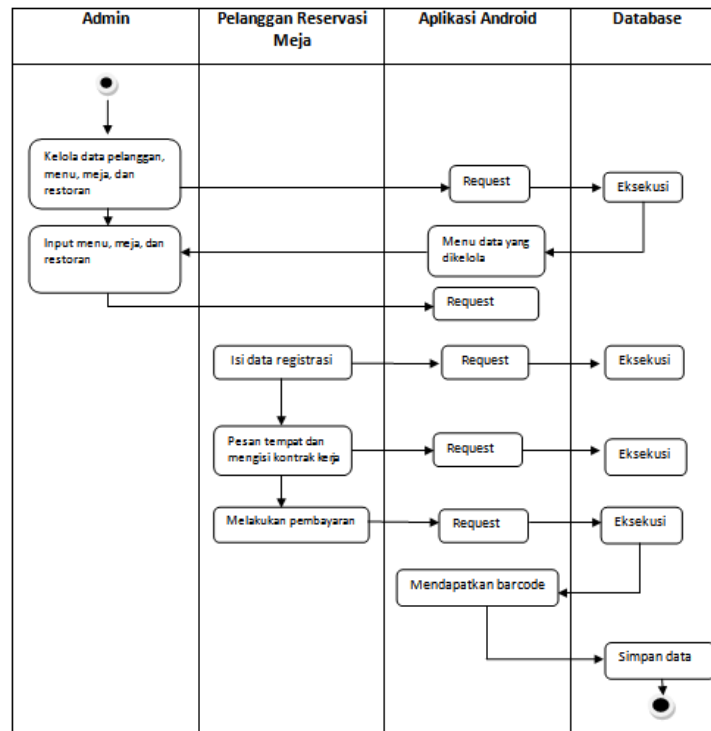 Admin
Pelanggan Reservasi
Meja
Aplikasi Android
Database
Kelola data pelanggan,
menu, meja, dan
restoran
Request
Eksekusi
Input menu, meja, dan
restoran
Menu data yang
dikelola
Request
Isi data registrasi
Request
Eksekusi
Pesan tempat dan
mengisi kontrak kerja
Request
Eksekusi
Melakukan pembayaran
Request
Eksekusi
Mendapatkan barcode
Simpan data